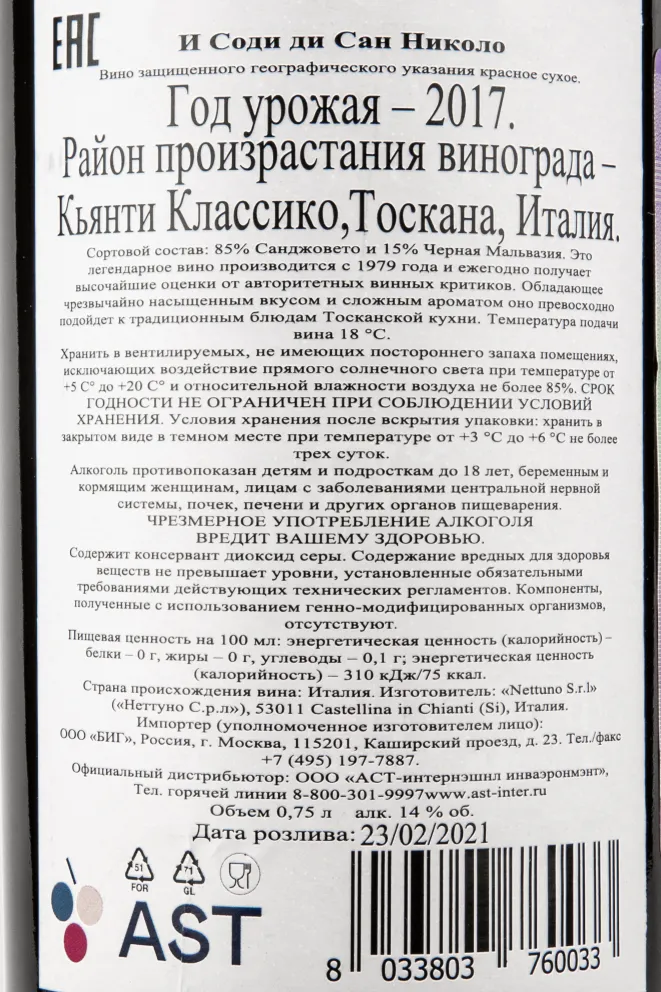 EAC
И Соди ди Сан Николо
Вино защищенного географического указания красное сухое.
Год урожая – 2017.
Район произрастания винограда –
Кьянти Классико,Тоскана, Италия.
Сортовой состав: 85% Санджовето и 15% Черная Мальвазия. Это
легендарное вино производится с 1979 года и ежегодно получает
высочайшие оценки от авторитетных винных критиков. Обладающее
чрезвычайно насыщенным вкусом и сложным ароматом оно превосходно
подойдет к традиционным блюдам Тосканской кухни. Температура подачи
вина 18 °C.
Хранить в вентилируемых, не имеющих постороннего запаха помещениях,
исключающих воздействие прямого солнечного света при температуре от
+5 С° до +20 С° и относительной влажности воздуха не более 85%. СРОК
ГОДНОСТИ НЕ ОГРАНИЧЕН ПРИ СОБЛЮДЕНИИ УСЛОВИЙ
ХРАНЕНИЯ. Условия хранения после вскрытия упаковки: хранить в
закрытом виде в темном месте при температуре от +3 °C до +6 °C не более
трех суток.
Алкоголь противопоказан детям и подросткам до 18 лет, беременным и
кормящим женщинам, лицам с заболеваниями центральной нервной
системы, почек, печени и других органов пищеварения.
ЧРЕЗМЕРНОЕ УПОТРЕБЛЕНИЕ АЛКОГОЛЯ
ВРЕДИТ ВАШЕМУ ЗДОРОВЬЮ.
Содержит консервант диоксид серы. Содержание вредных для здоровья
веществ не превышает уровни, установленные обязательными
требованиями действующих технических регламентов. Компоненты,
полученные с использованием генно-модифицированных организмов,
отсутствуют.
Пищевая ценность на 100 мл: энергетическая ценность (калорийность) –
белки – 0 г, жиры – 0 г, углеводы – 0,1 г; энергетическая ценность
(калорийность) – 310 кДж/75 ккал.
Страна происхождения вина: Италия. Изготовитель: «Nettuno S.r.l»
(«Неттуно С.р.л»), 53011 Castellina in Chianti (Si), Италия.
Импортер (уполномоченное изготовителем лицо):
ООО «БИГ», Россия, г. Москва, 115201, Каширский проезд, д. 23. Тел./факс
+7 (495) 197-7887.
Официальный дистрибьютор: ООО «АСТ-интернэшнл инваэронмэнт»,
Тел. горячей линии 8-800-301-9997www.ast-inter.ru
Объем 0,75 л алк. 14 % об.
Дата розлива: 23/02/2021
51 71
FOR GL
AST
8 033803 760033